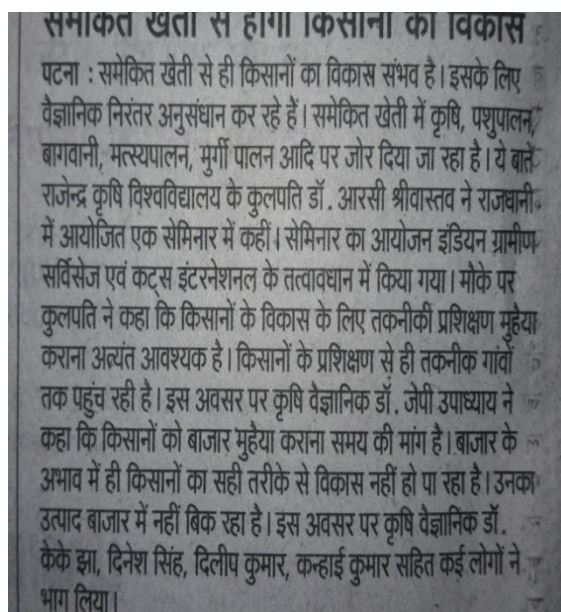 समेकित खेती से होगा किसानों का विकास
पटना : समेकित खेती से ही किसानों का विकास संभव है। इसके लिए
वैज्ञानिक निरंतर अनुसंधान कर रहे हैं। समेकित खेती में कृषि, पशुपालन,
बागवानी, मत्स्यपालन, मुर्गी पालन आदि पर जोर दिया जा रहा है। ये बातें
राजेन्द्र कृषि विश्वविद्यालय के कुलपति डॉ. आरसी श्रीवास्तव ने राजधानी
में आयोजित एक सेमिनार में कहीं। सेमिनार का आयोजन इंडियन ग्रामीण
सर्विसेज एवं कट्स इंटरनेशनल के तत्वावधान में किया गया। मौके पर
कुलपति ने कहा कि किसानों के विकास के लिए तकनीकी प्रशिक्षण मुहैया
कराना अत्यंत आवश्यक है। किसानों के प्रशिक्षण से ही तकनीक गांवों
तक पहुंच रही है। इस अवसर पर कृषि वैज्ञानिक डॉ. जेपी उपाध्याय ने
कहा कि किसानों को बाजार मुहैया कराना समय की मांग है। बाजार के
अभाव में ही किसानों का सही तरीके से विकास नहीं हो पा रहा है। उनका
उत्पाद बाजार में नहीं बिक रहा है। इस अवसर पर कृषि वैज्ञानिक डॉ.
केके झा, दिनेश सिंह, दिलीप कुमार, कन्हाई कुमार सहित कई लोगों ने
भाग लिया।